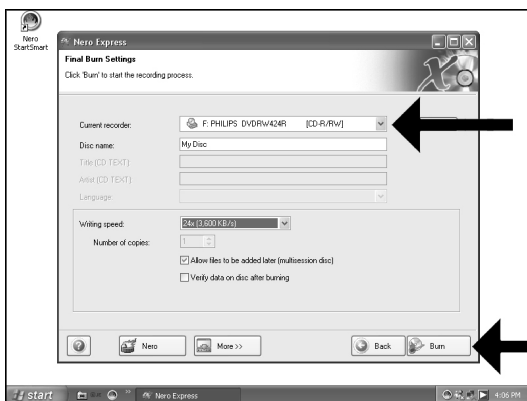 Nero
StartSmart
Nero Express
Final Burn Settings
Click 'Burn' to start the recording process.
Current recorder: F: PHILIPS DVDRW424R [CD-R/RW]
Disc name: My Disc
Title (CD TEXT):
Artist (CD TEXT):
Language:
Writing speed: 24x (3,600 KB/s)
Number of copies: 1
Allow files to be added later (multisession disc)
Verify data on disc after burning
? Nero More >> Back Burn
start Nero Express 4:06 PM